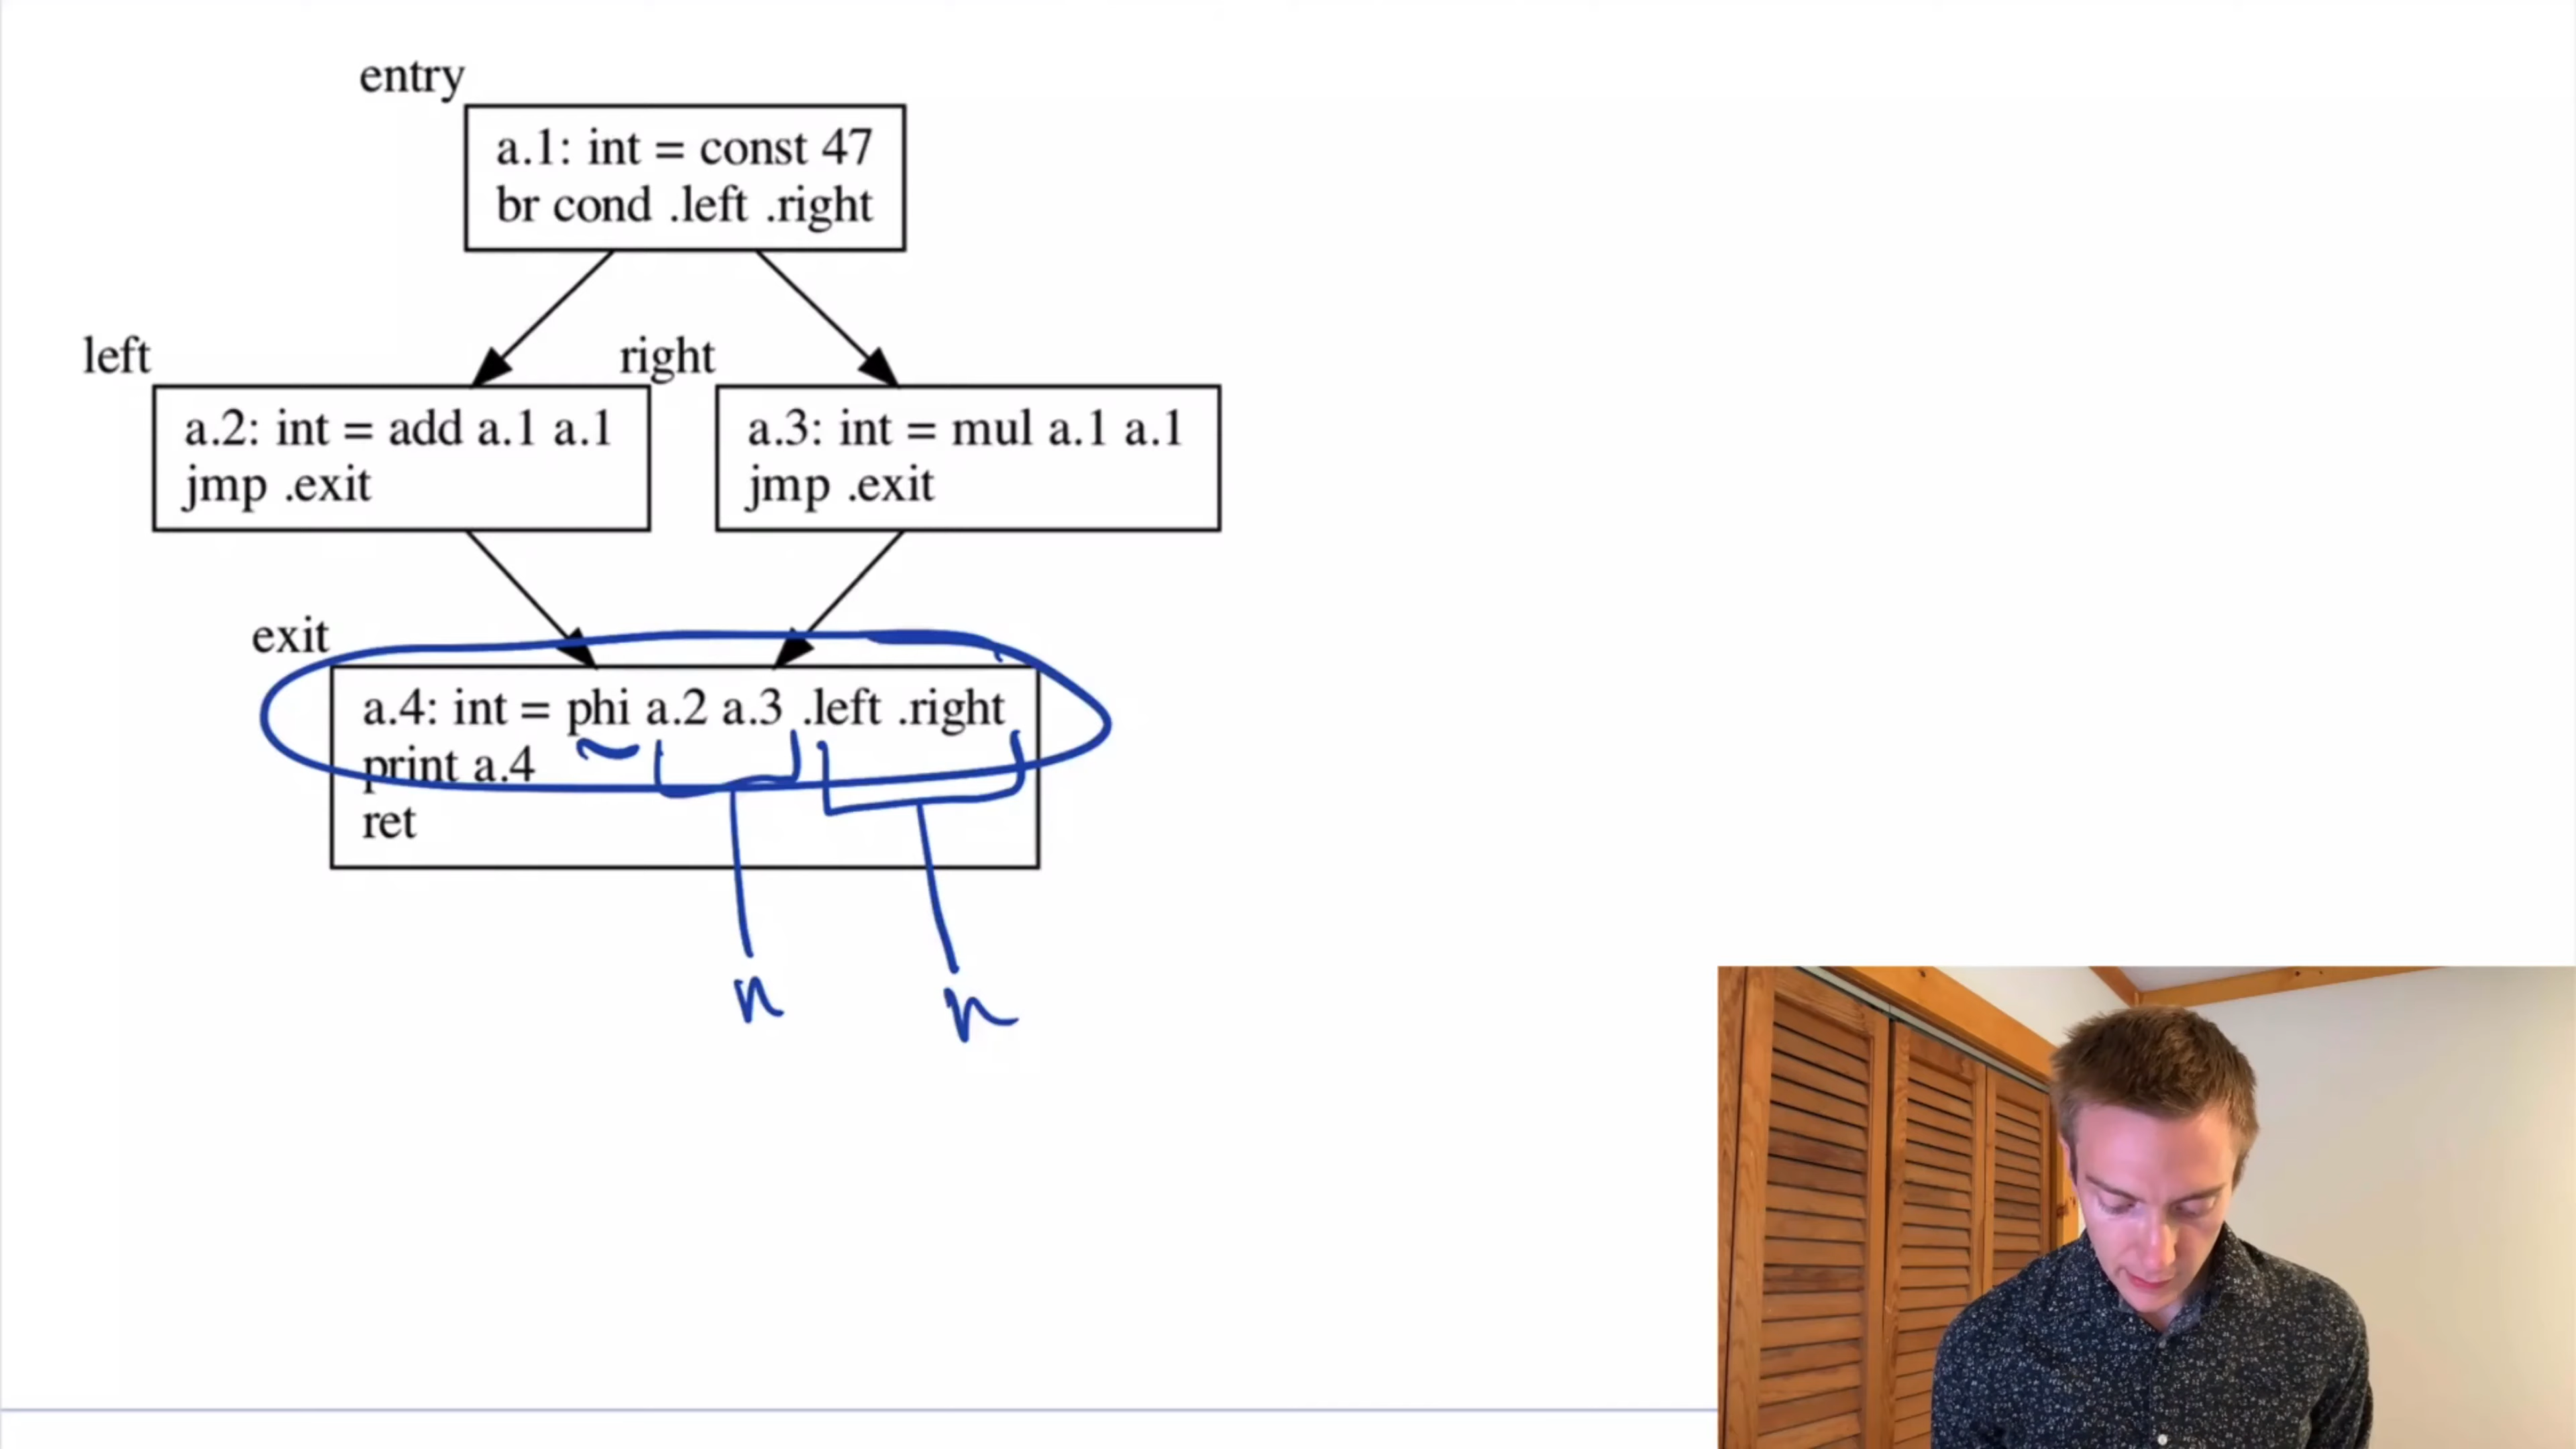 entry
a.1: int = const 47
br cond .left .right
left
a.2: int = add a.1 a.1
jmp .exit
right
a.3: int = mul a.1 a.1
jmp .exit
exit
a.4: int = phi a.2 a.3 .left .right
print a.4
ret
n
n